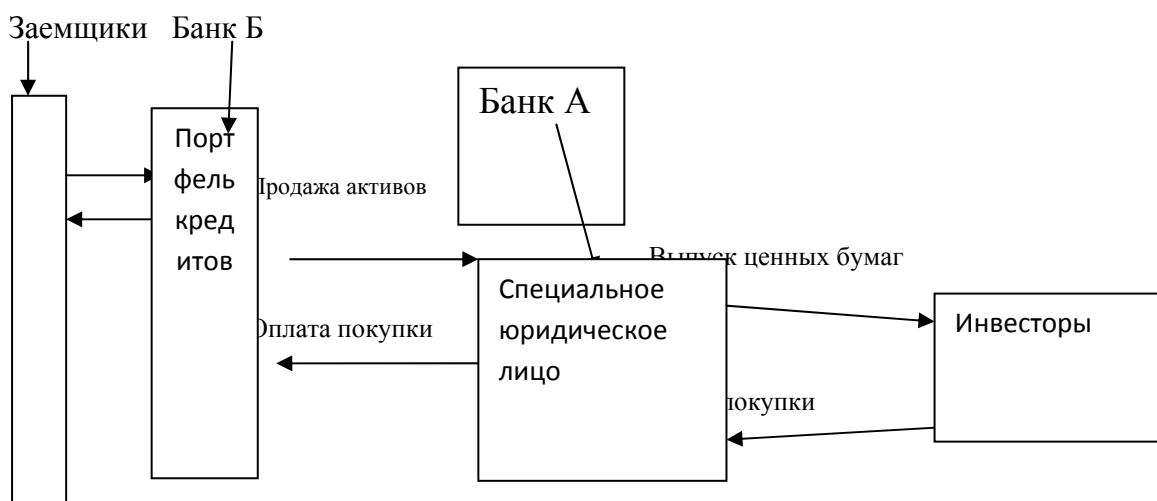 Заемщики Банк Б
Банк А
Порт
фель
кред
итов
Продажа активов
Выпуск ценных бумаг
Специальное
юридическое
лицо
Инвесторы
Оплата покупки
покупки